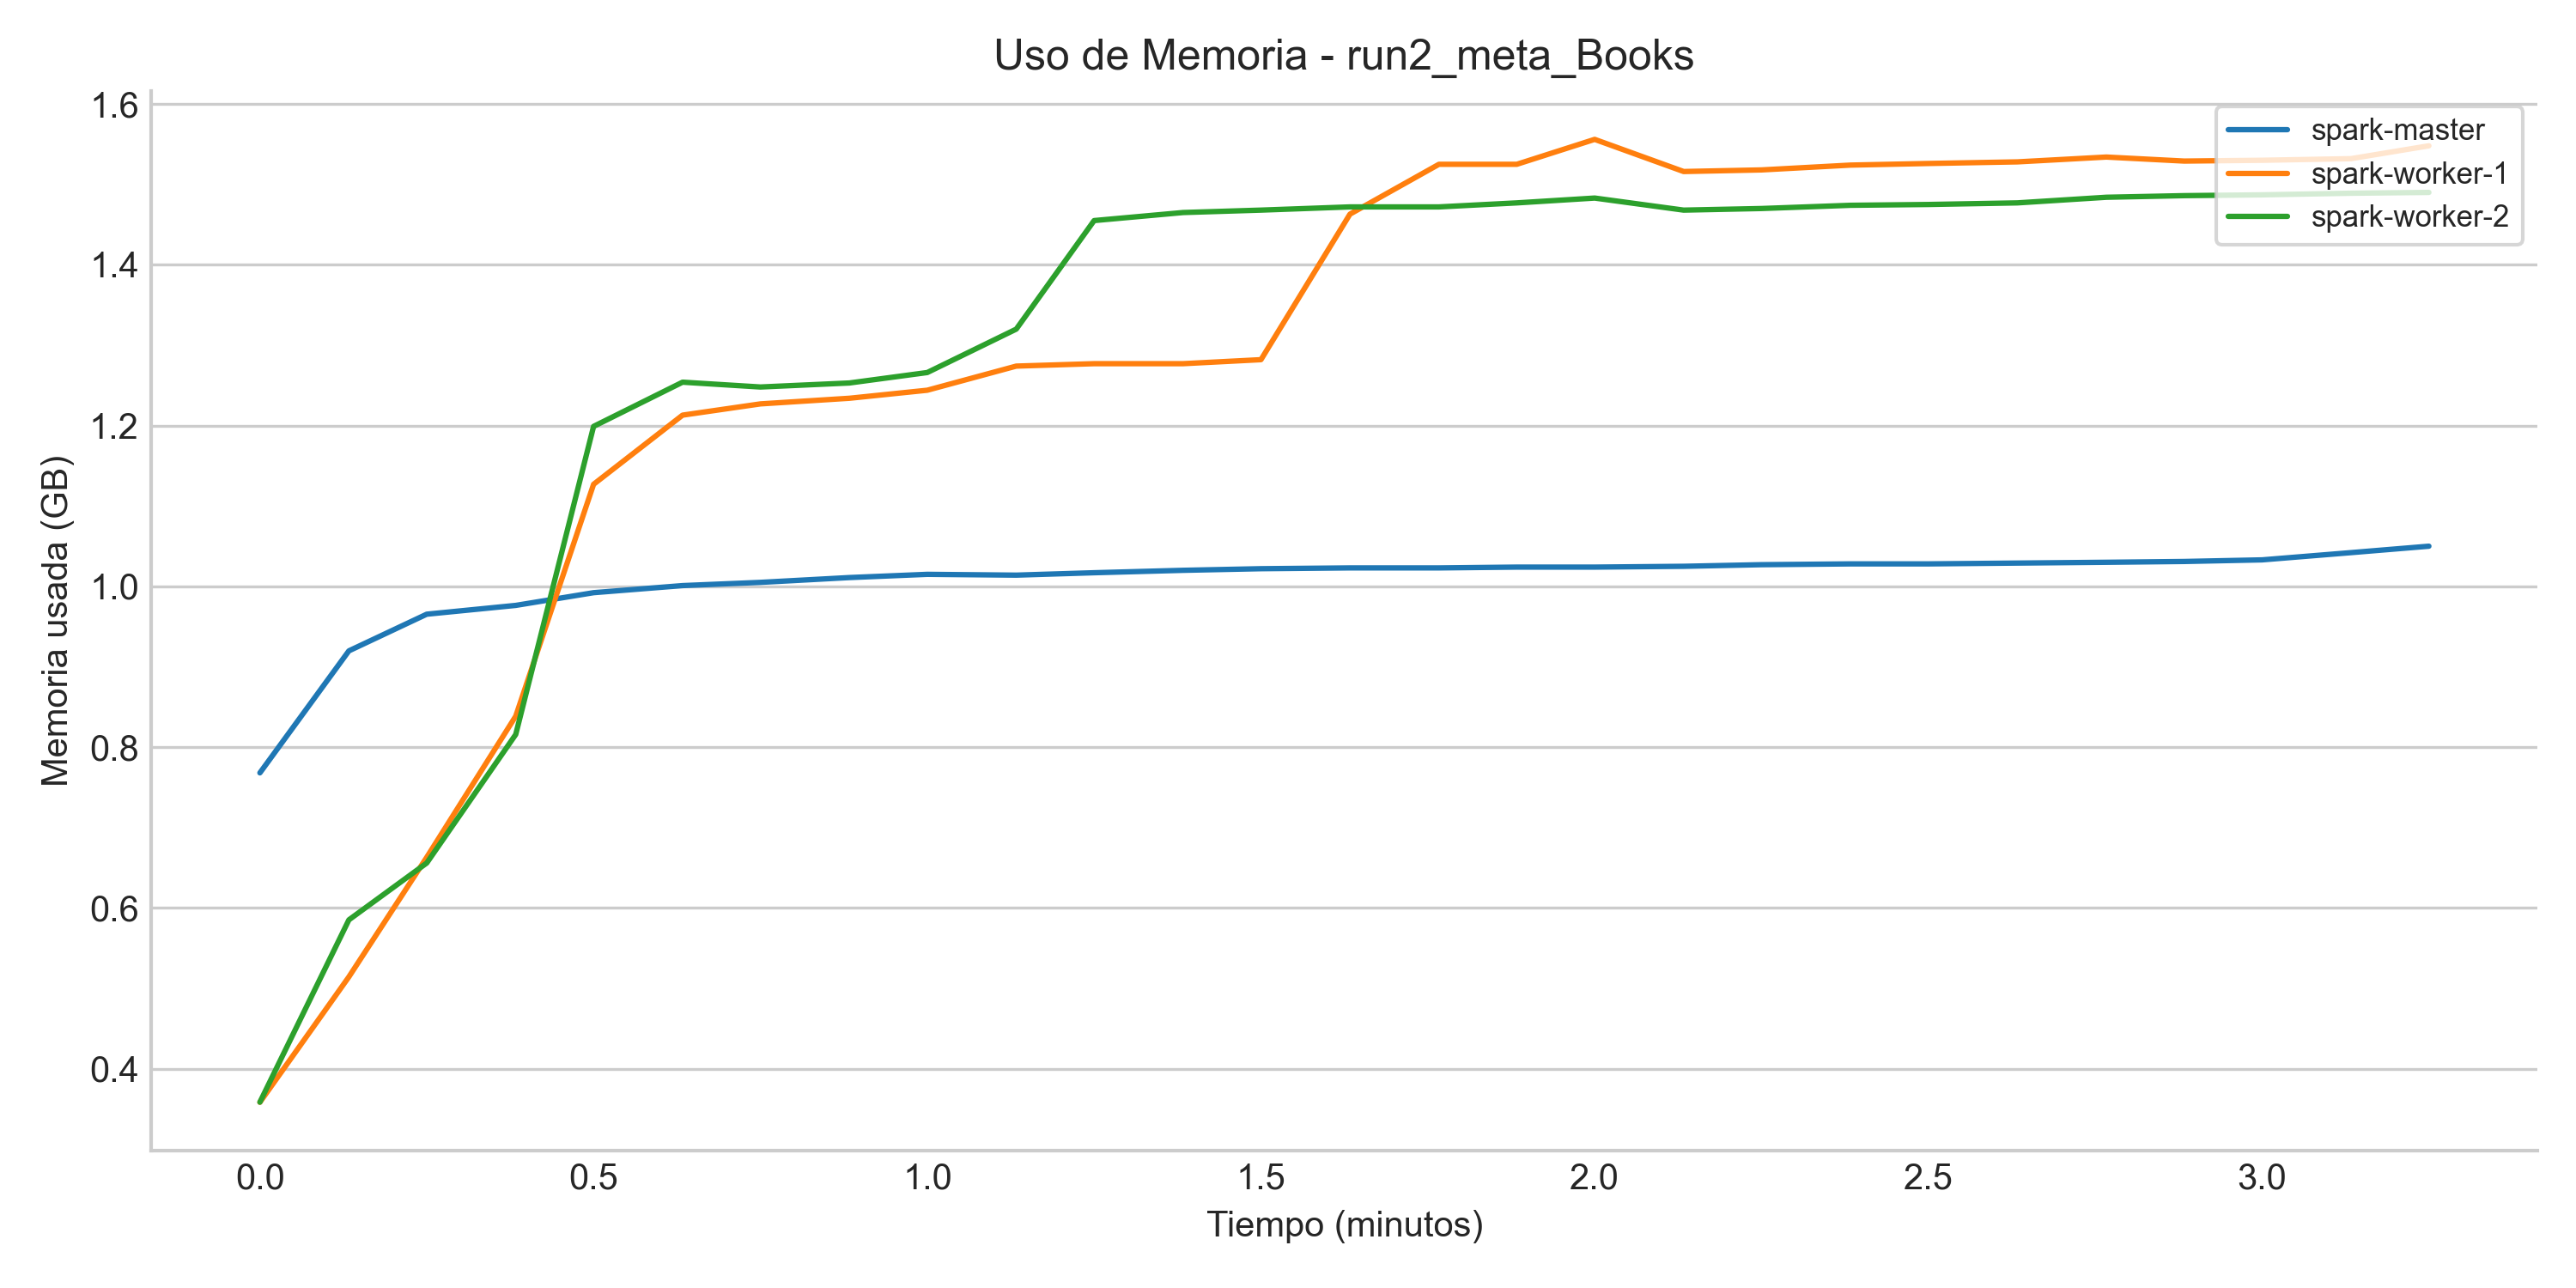 Uso de Memoria - run2_meta_Books
1.6
1.4
1.2
1.0
0.8
0.6
0.4
Memoria usada (GB)
spark-master
spark-worker-1
spark-worker-2
0.0 0.5 1.0 1.5 2.0 2.5 3.0
Tiempo (minutos)